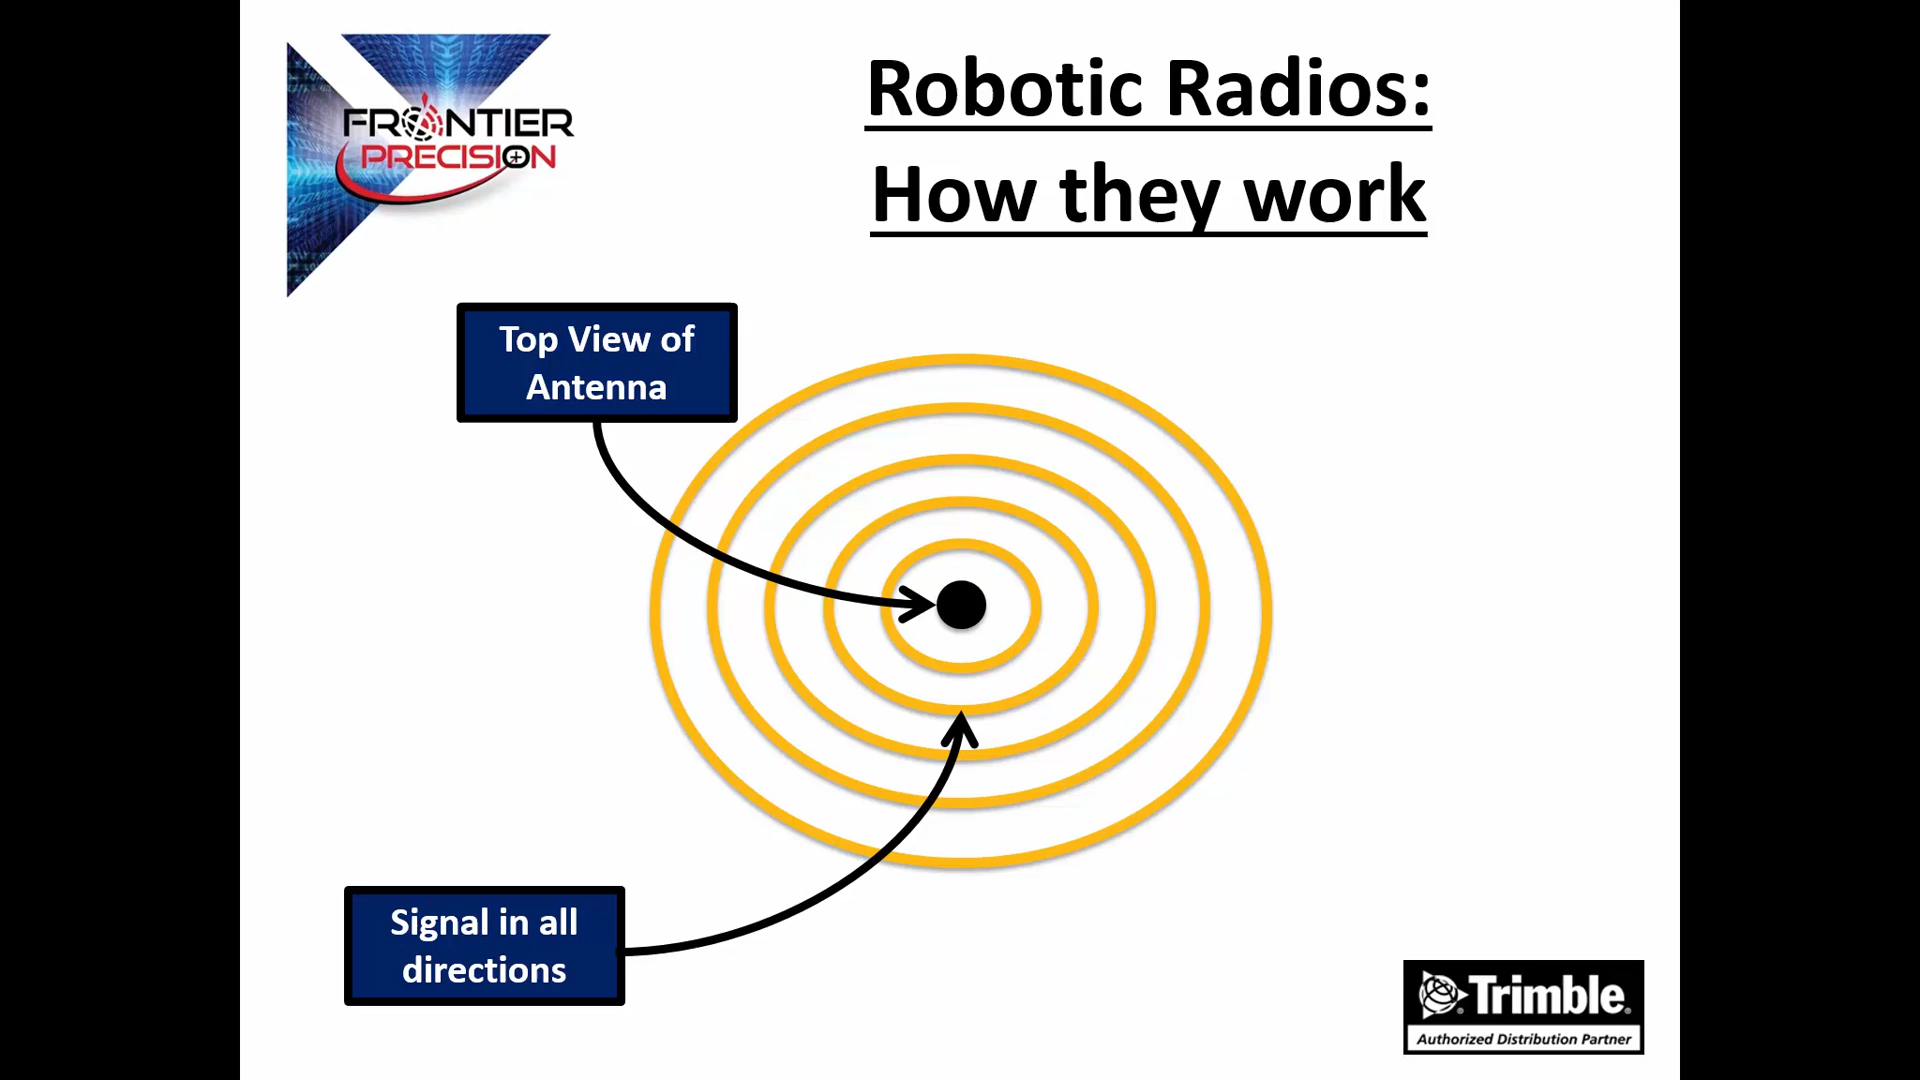 FRONTIER
PRECISION
Robotic Radios:
How they work
Top View of
Antenna
Signal in all
directions
Trimble®
Authorized Distribution Partner